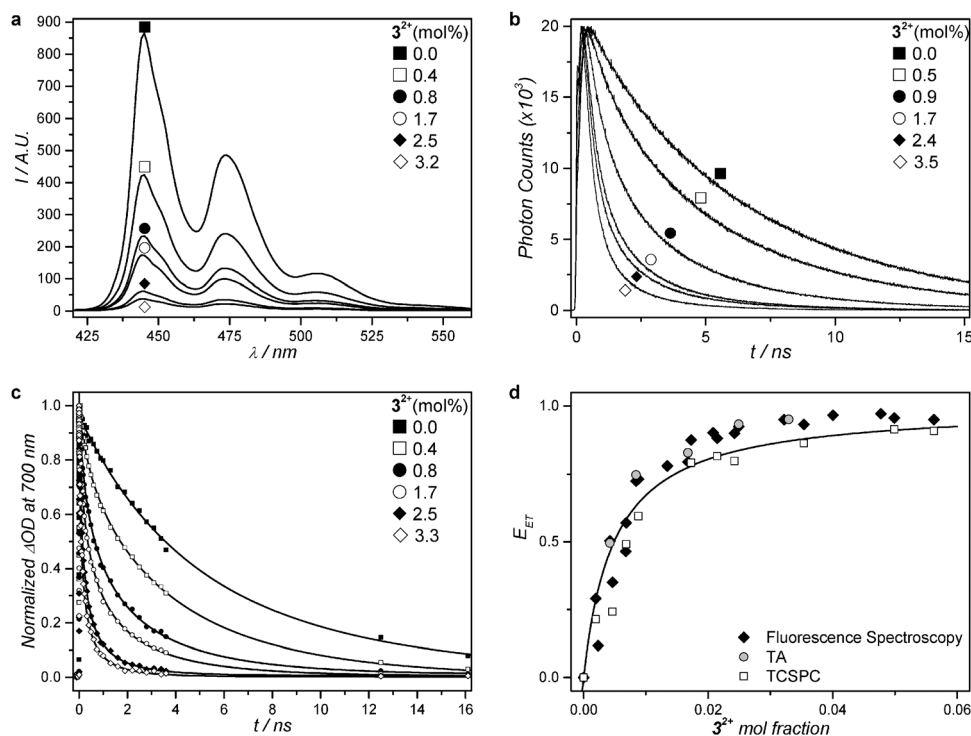 a
3²⁺(mol%)
0.0
0.4
0.8
1.7
2.5
3.2
900
800
700
600
500
400
300
200
100
0
I / A.U.
425 450 475 500 525 550
λ / nm
b
3²⁺(mol%)
0.0
0.5
0.9
1.7
2.4
3.5
20
15
10
5
0
Photon Counts (x10³)
0 5 10 15
t / ns
c
3²⁺(mol%)
0.0
0.4
0.8
1.7
2.5
3.3
1.0
0.8
0.6
0.4
0.2
0.0
Normalized ΔOD at 700 nm
0 2 4 6 8 10 12 14 16
t / ns
d
1.0
0.5
0.0
E_ET
Fluorescence Spectroscopy
TA
TCSPC
0.00 0.02 0.04 0.06
3²⁺ mol fraction